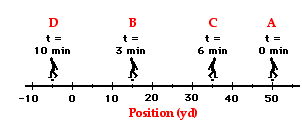 D B C A
t = t = t = t =
10 min 3 min 6 min 0 min
-10 0 10 20 30 40 50
Position (yd)